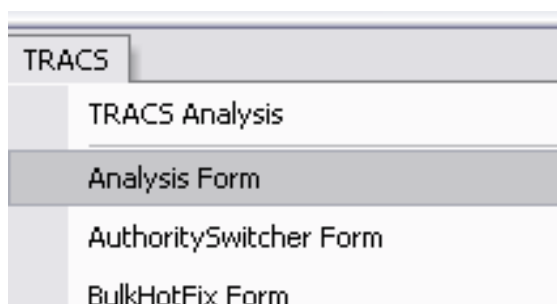 TRACS
TRACS Analysis
Analysis Form
AuthoritySwitcher Form
BulkHotFix Form